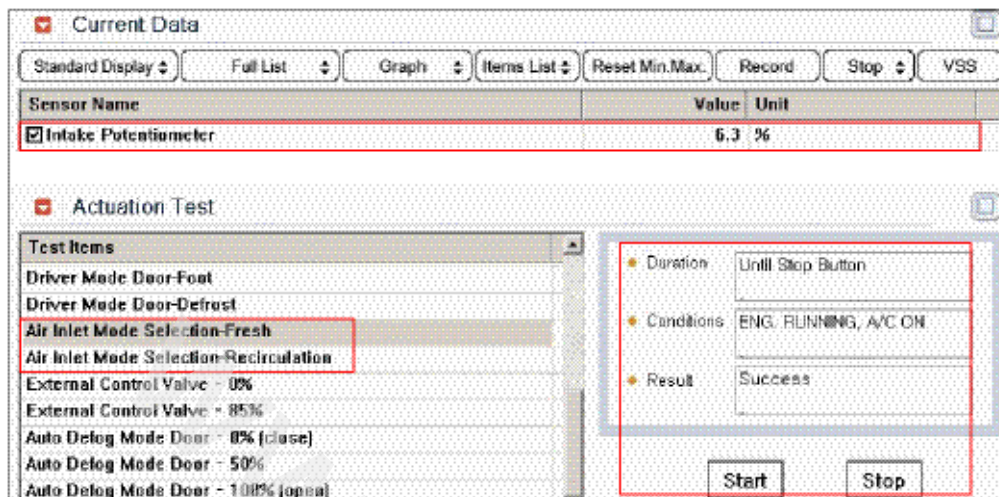 Current Data
Standard Display Full List Graph Items List Reset Min.Max. Record Stop VSS
Sensor Name Value Unit
Intake Potentiometer 6.3 %
Actuation Test
Test Items
Driver Mode Door-Foot
Driver Mode Door-Defrost
Air Inlet Mode Selection-Fresh
Air Inlet Mode Selection-Recirculation
External Control Valve - 0%
External Control Valve - 85%
Auto Defog Mode Door - 0% (close)
Auto Defog Mode Door - 50%
Auto Defog Mode Door - 100% (open)
Duration Until Stop Button
Conditions ENG. RUNNING, A/C ON
Result Success
Start Stop